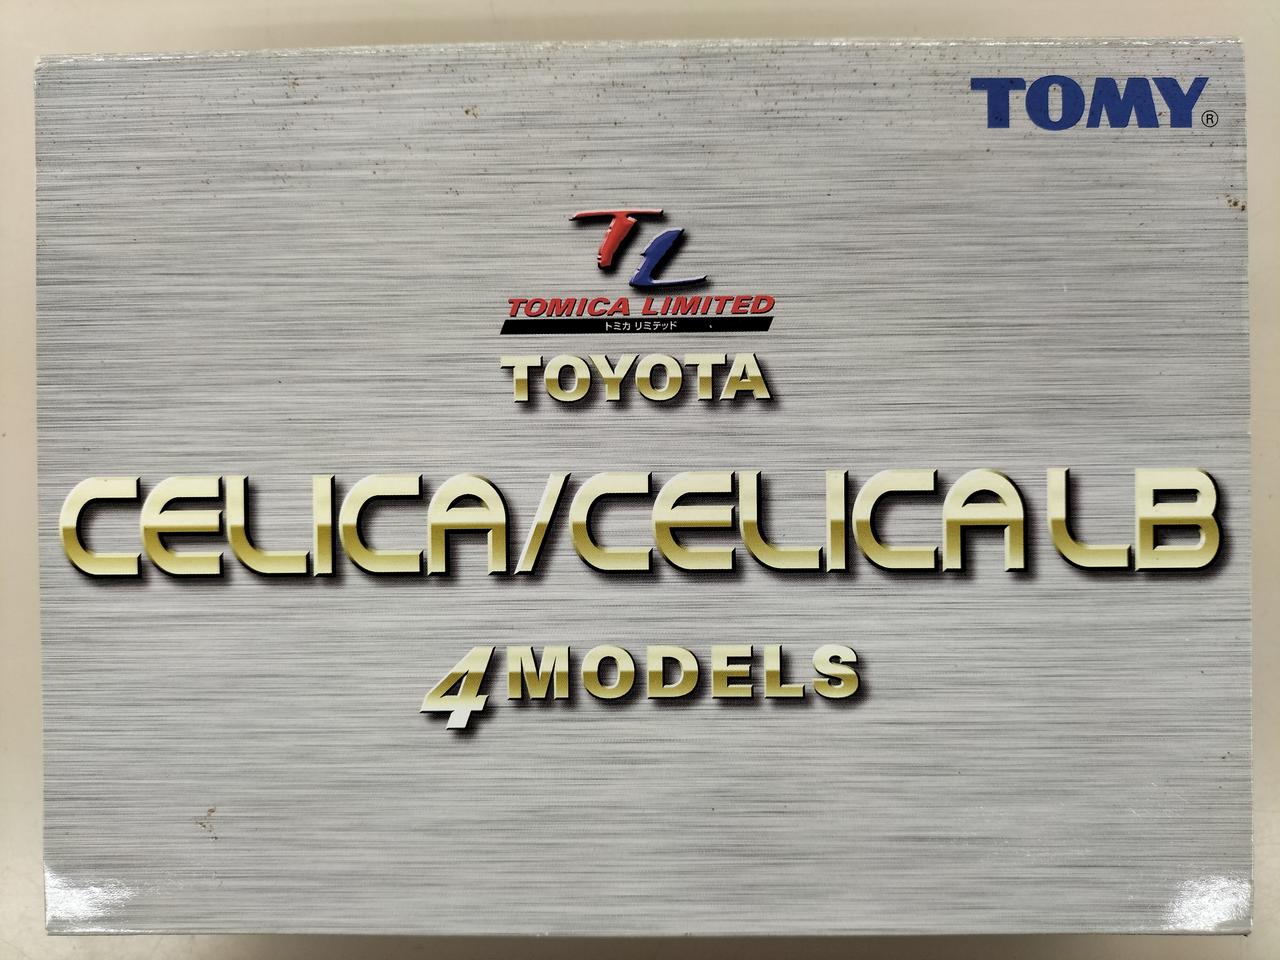 TOMY®
TL
TOMICA LIMITED
トミカ リミテッド
TOYOTA
CELICA/CELICA LB
4 MODELS